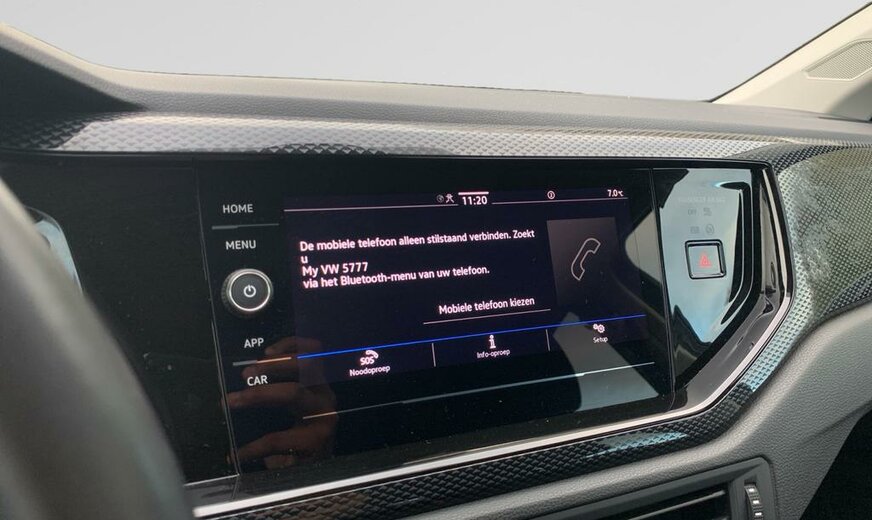 HOME
MENU
APP
CAR
11:20
7.0°C
De mobiele telefoon alleen stilstaand verbinden. Zoekt
u
My VW 5777
via het Bluetooth-menu van uw telefoon.
Mobiele telefoon kiezen
SOS
Noodoproep
Info-oproep
Setup
OFF